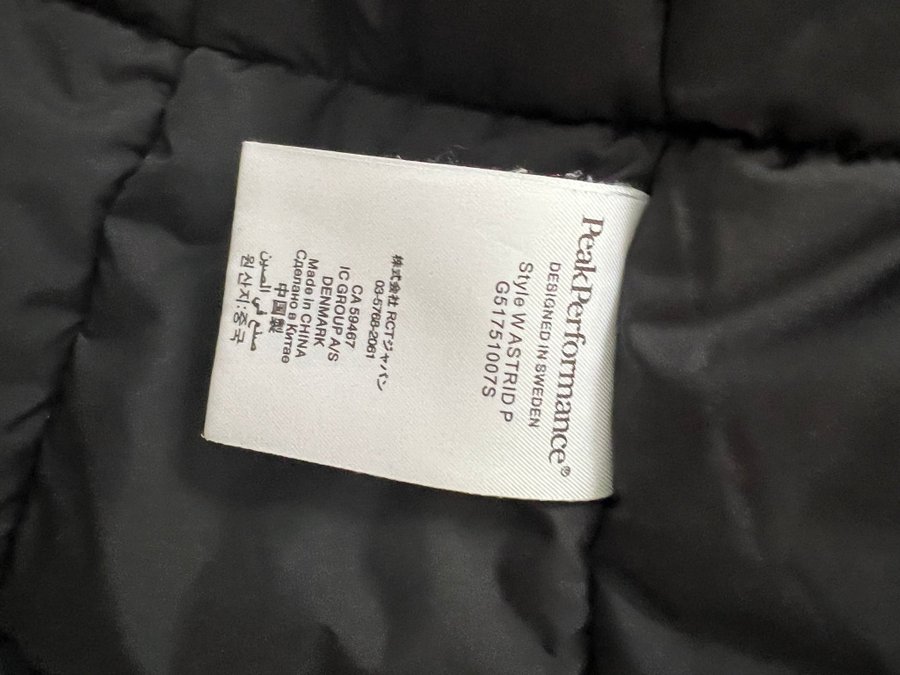 PeakPerformance®
DESIGNED IN SWEDEN
Style W ASTRID P
G51751007S
株式会社 RCTジャパン
03-5768-2061
CA 59467
IC GROUP A/S
DENMARK
Made in CHINA
Сделано в Китае
中国製
صنع في الصين
원산지:중국